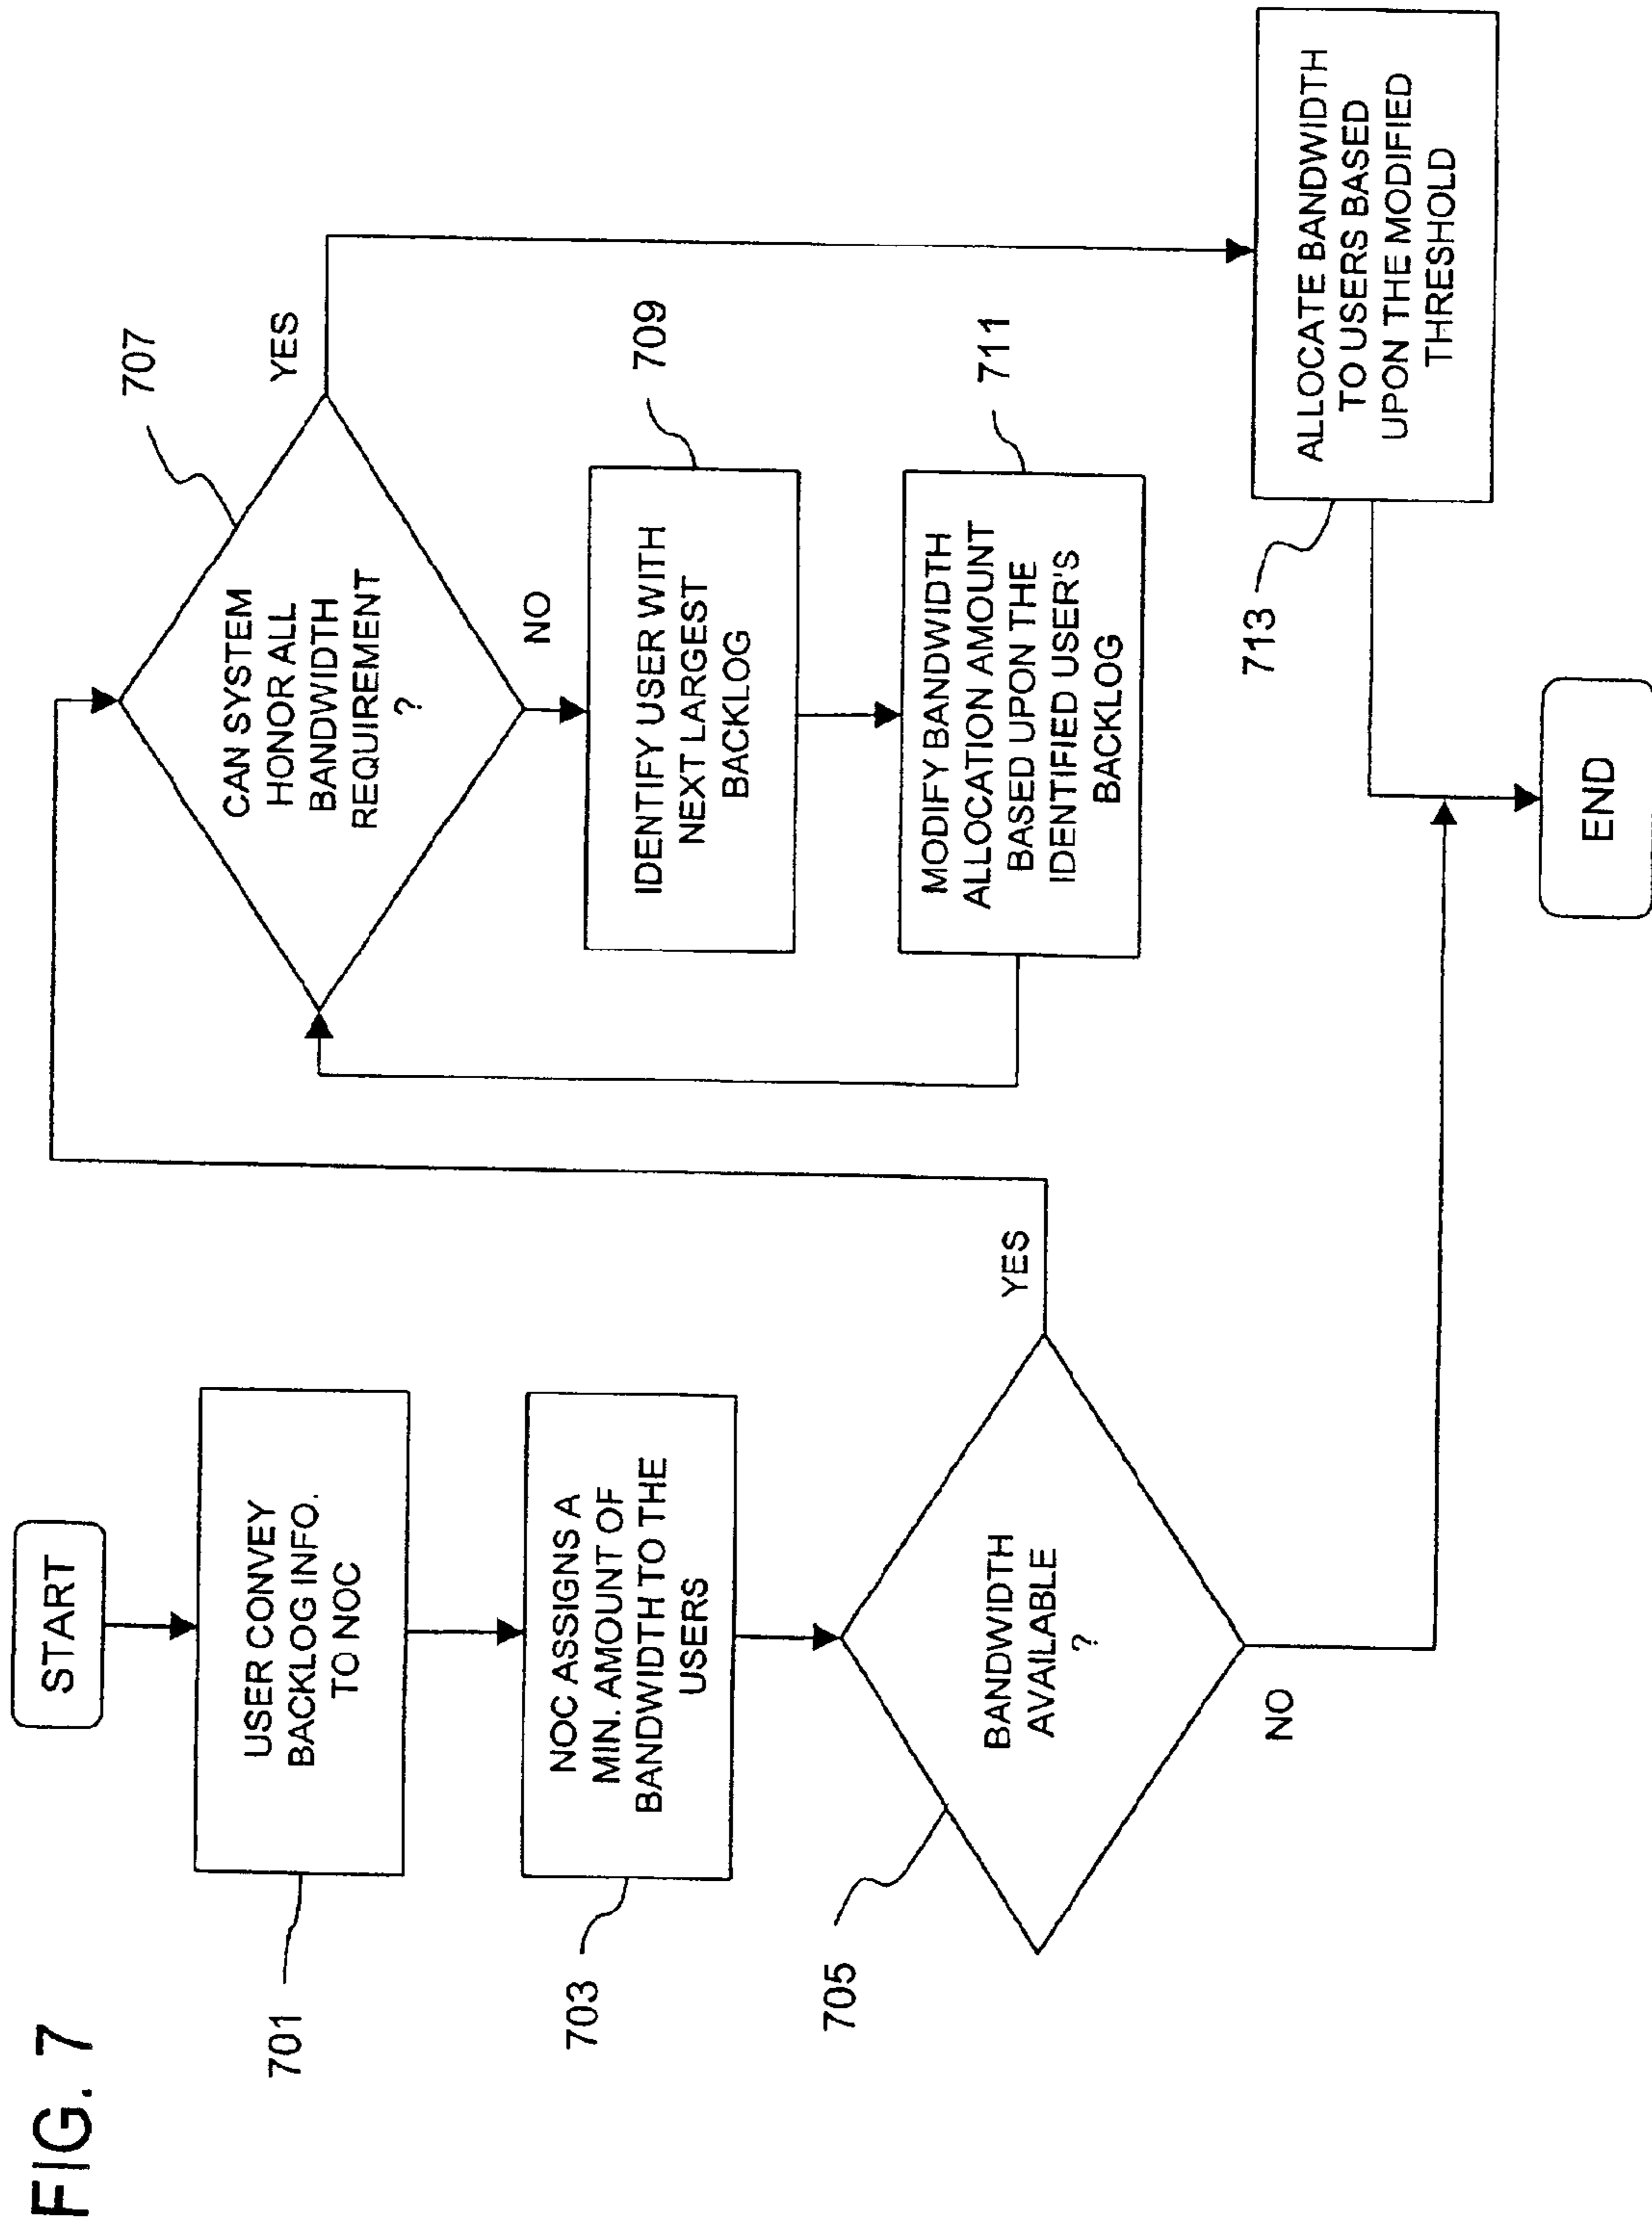 FIG. 7
START
USER CONVEY
BACKLOG INFO.
TO NOC
701
NOC ASSIGNS A
MIN. AMOUNT OF
BANDWIDTH TO THE
USERS
703
BANDWIDTH
AVAILABLE
?
705
YES
NO
CAN SYSTEM
HONOR ALL
BANDWIDTH
REQUIREMENT
?
707
YES
NO
IDENTIFY USER WITH
NEXT LARGEST
BACKLOG
709
MODIFY BANDWIDTH
ALLOCATION AMOUNT
BASED UPON THE
IDENTIFIED USER'S
BACKLOG
711
ALLOCATE BANDWIDTH
TO USERS BASED
UPON THE MODIFIED
THRESHOLD
713
END